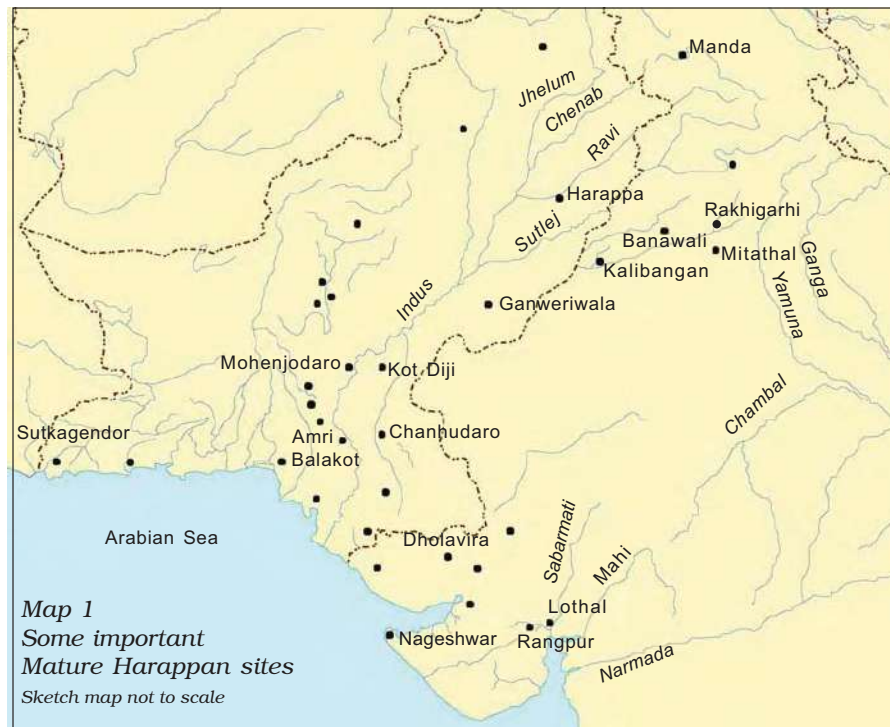 Manda
Jhelum
Chenab
Ravi
Harappa
Sutlej
Rakhigarhi
Banawali
Mitathal
Kalibangan
Ganga
Yamuna
Indus
Ganweriwala
Mohenjodaro
Kot Diji
Chambal
Sutkagendor
Amri
Chanhudaro
Balakot
Arabian Sea
Dholavira
Sabarmati
Mahi
Lothal
Nageshwar
Rangpur
Narmada
Map 1
Some important
Mature Harappan sites
Sketch map not to scale